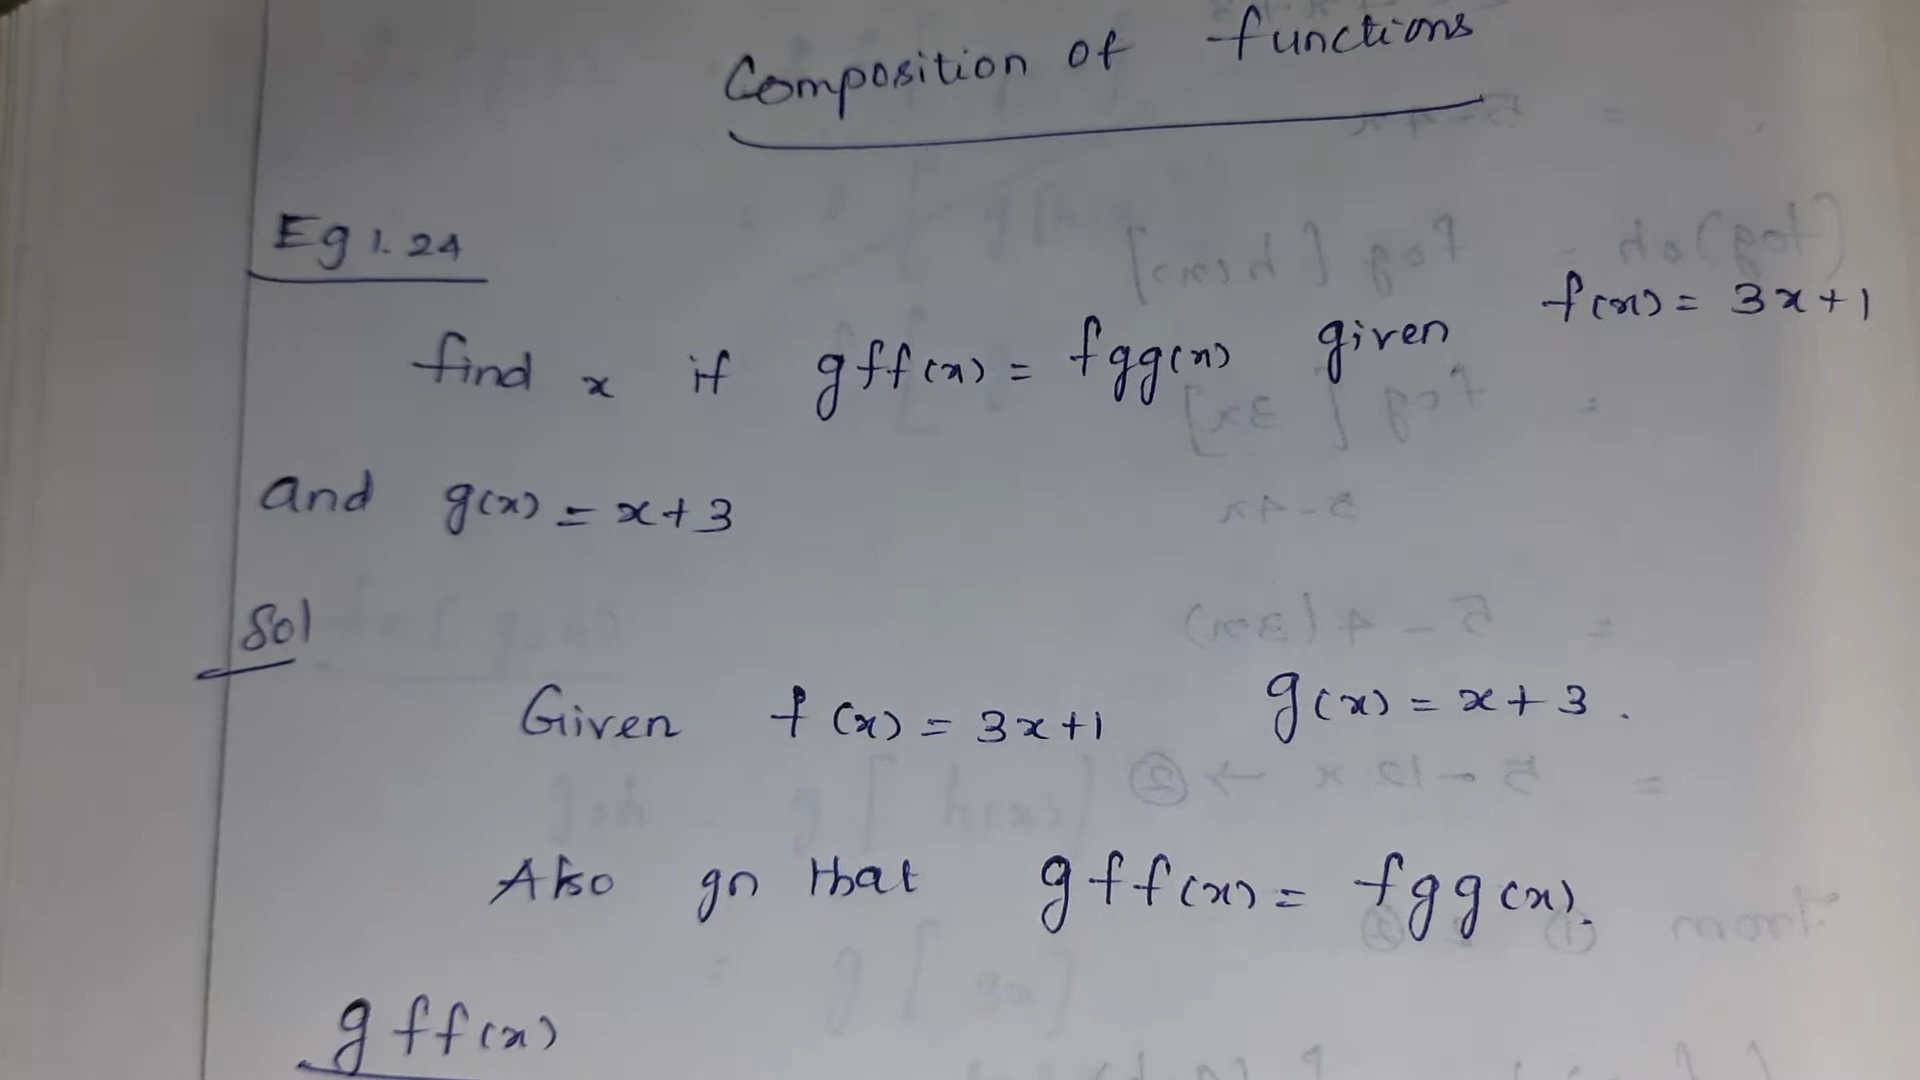 Composition of functions
Eg 1.24
find x if gff(x) = fgg(x) given f(x) = 3x+1
and g(x) = x+3
Sol
Given f(x) = 3x+1 g(x) = x+3.
Also gn that gff(x) = fgg(x).
gff(x)